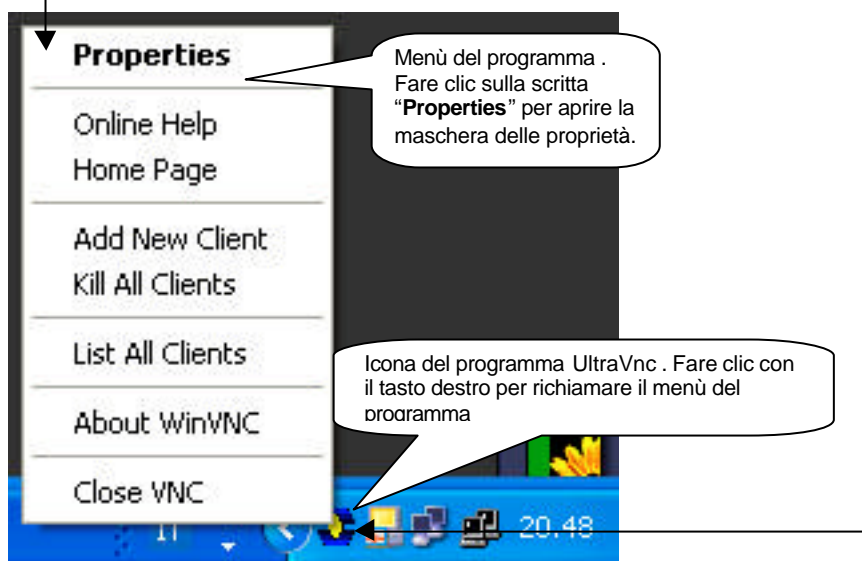 Properties
Menù del programma .
Fare clic sulla scritta
“Properties” per aprire la
maschera delle proprietà.
Online Help
Home Page
Add New Client
Kill All Clients
List All Clients
Icona del programma UltraVnc . Fare clic con
il tasto destro per richiamare il menù del
programma
About WinVNC
Close VNC
IT
20.48